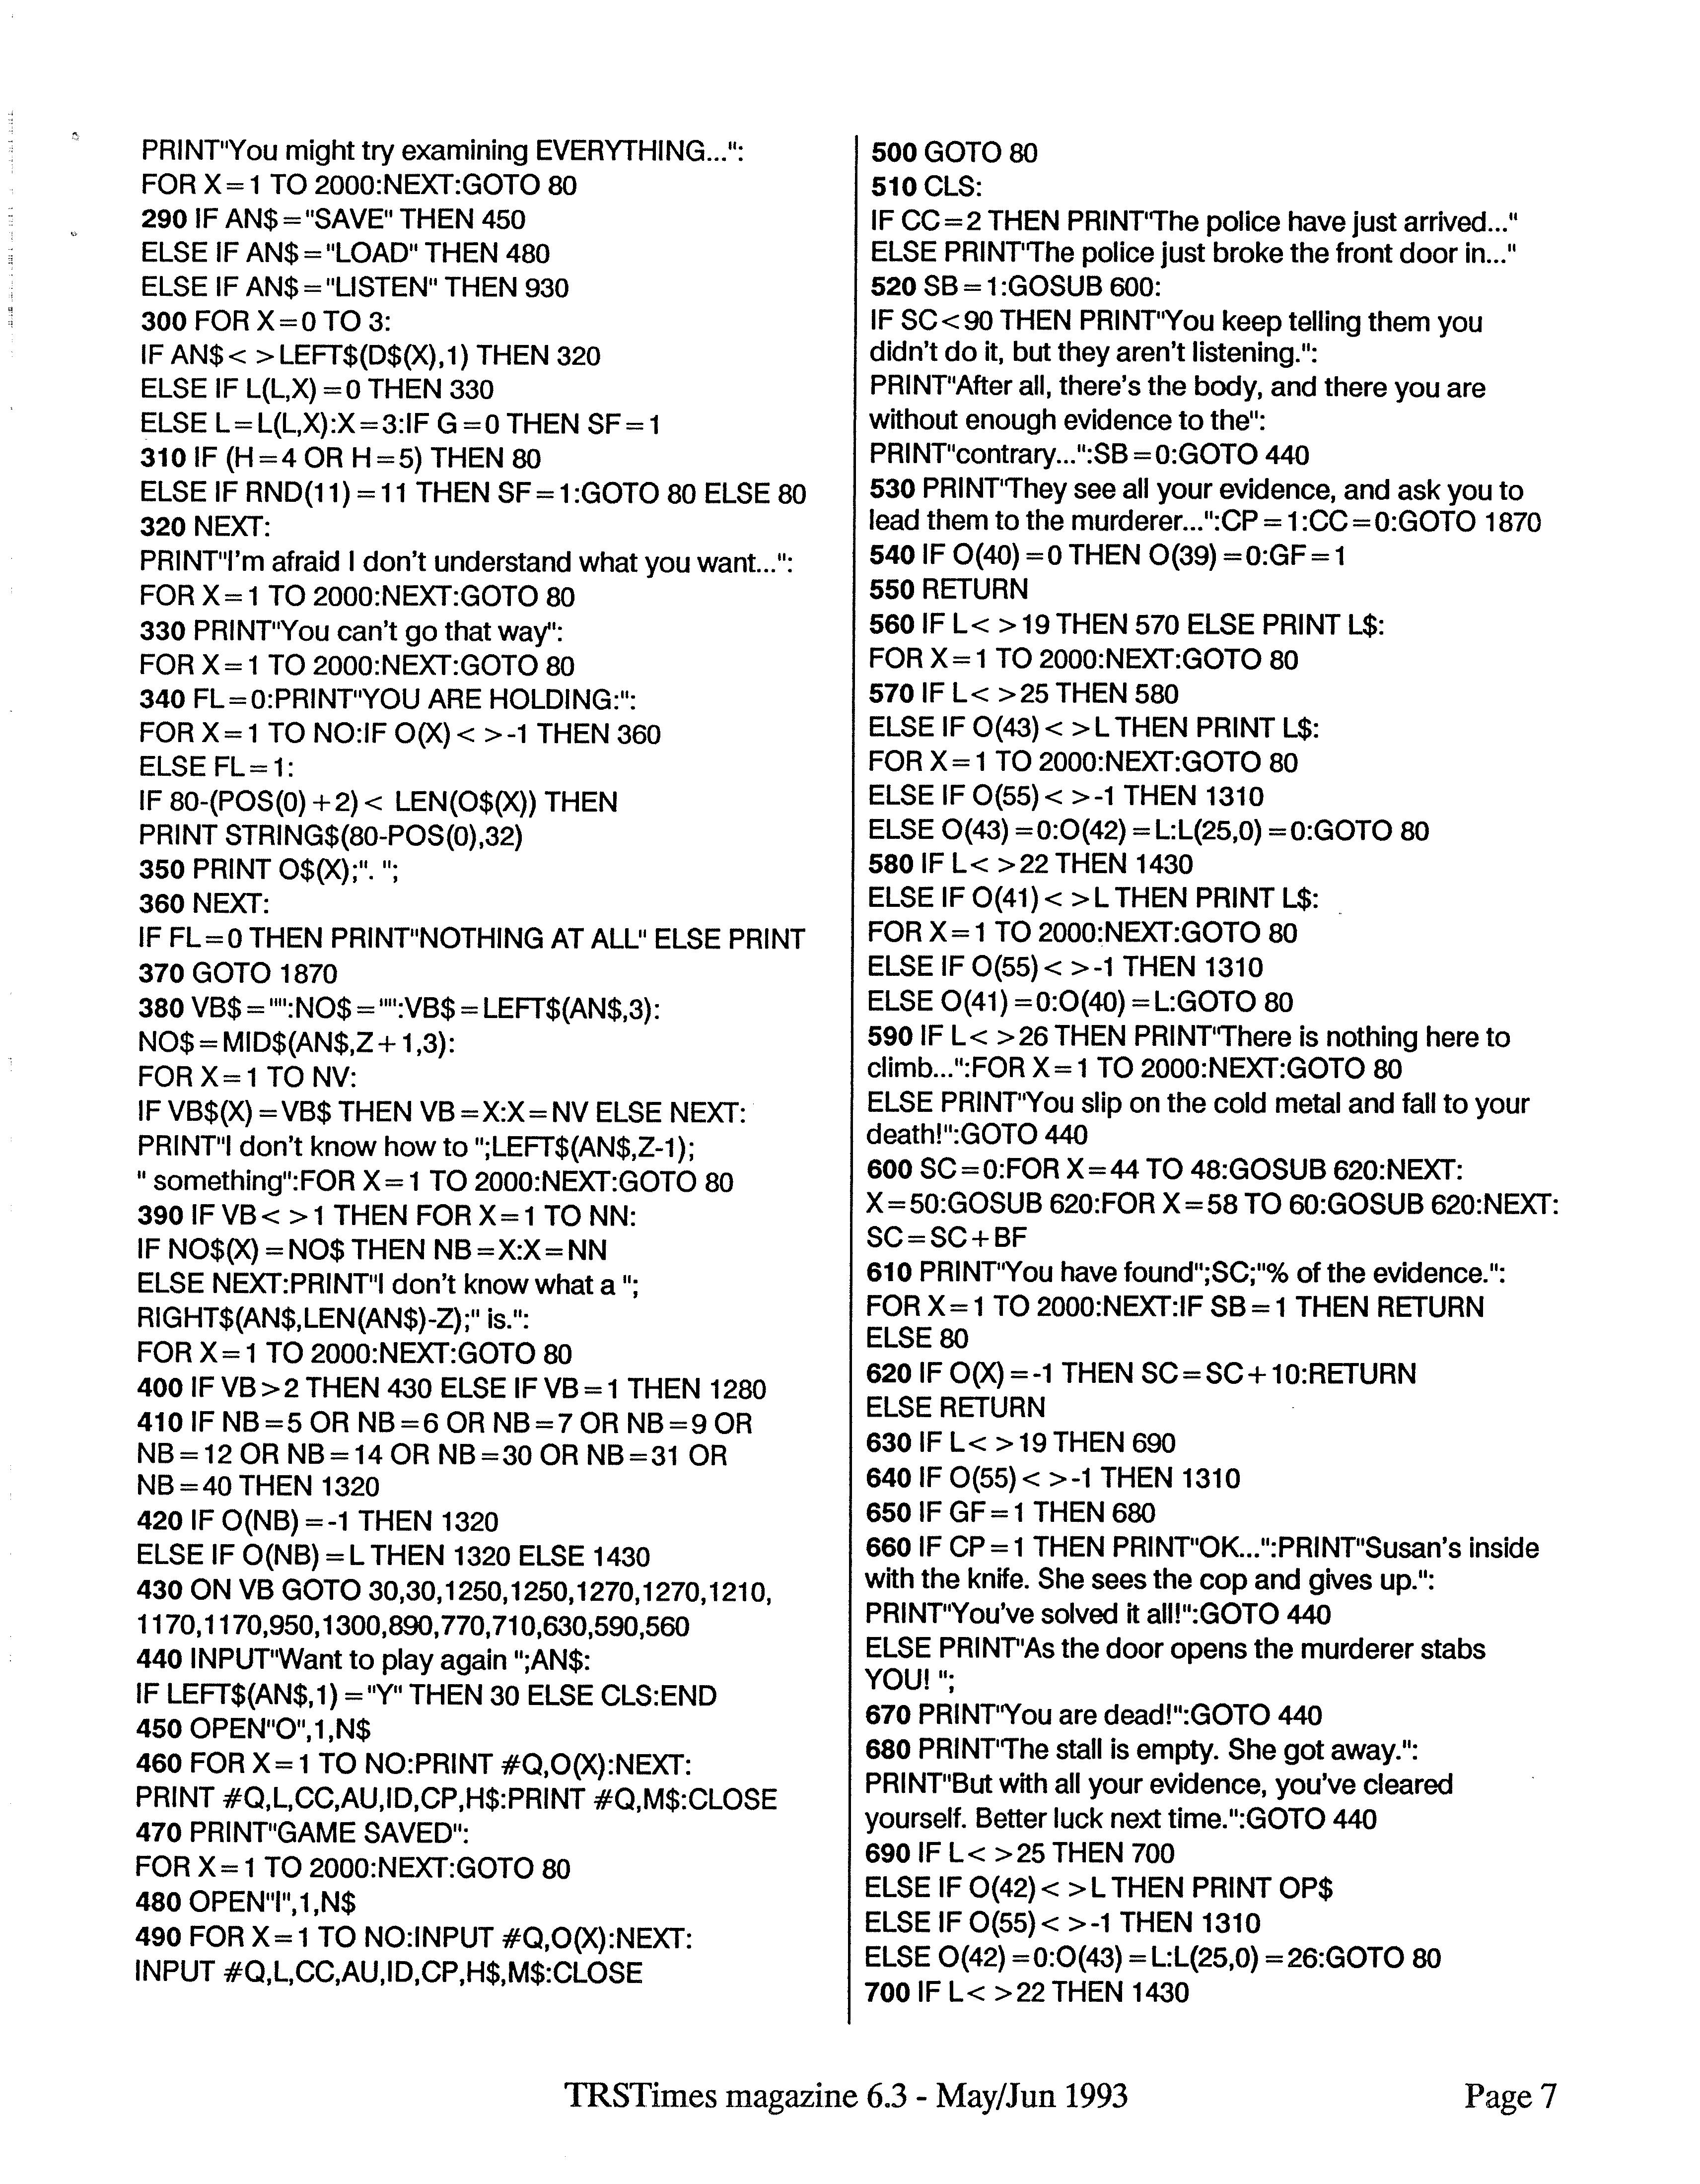 PRINT"You might try examining EVERYTHING...":
FOR X=1 TO 2000:NEXT:GOTO 80
290 IF AN$="SAVE" THEN 450
ELSE IF AN$="LOAD" THEN 480
ELSE IF AN$="LISTEN" THEN 930
300 FOR X=0 TO 3:
IF AN$< >LEFT$(D$(X),1) THEN 320
ELSE IF L(L,X)=0 THEN 330
ELSE L=L(L,X):X=3:IF G=0 THEN SF=1
310 IF (H=4 OR H=5) THEN 80
ELSE IF RND(11)=11 THEN SF=1:GOTO 80 ELSE 80
320 NEXT:
PRINT"I'm afraid I don't understand what you want...":
FOR X=1 TO 2000:NEXT:GOTO 80
330 PRINT"You can't go that way":
FOR X=1 TO 2000:NEXT:GOTO 80
340 FL=0:PRINT"YOU ARE HOLDING:":
FOR X=1 TO NO:IF O(X)< >-1 THEN 360
ELSE FL=1:
IF 80-(POS(0)+2)< LEN(O$(X)) THEN
PRINT STRING$(80-POS(0),32)
350 PRINT O$(X);". ";
360 NEXT:
IF FL=0 THEN PRINT"NOTHING AT ALL" ELSE PRINT
370 GOTO 1870
380 VB$="":NO$="":VB$=LEFT$(AN$,3):
NO$=MID$(AN$,Z+1,3):
FOR X=1 TO NV:
IF VB$(X)=VB$ THEN VB=X:X=NV ELSE NEXT:
PRINT"I don't know how to ";LEFT$(AN$,Z-1);
" something":FOR X=1 TO 2000:NEXT:GOTO 80
390 IF VB< >1 THEN FOR X=1 TO NN:
IF NO$(X)=NO$ THEN NB=X:X=NN
ELSE NEXT:PRINT"I don't know what a ";
RIGHT$(AN$,LEN(AN$)-Z);" is.":
FOR X=1 TO 2000:NEXT:GOTO 80
400 IF VB>2 THEN 430 ELSE IF VB=1 THEN 1280
410 IF NB=5 OR NB=6 OR NB=7 OR NB=9 OR
NB=12 OR NB=14 OR NB=30 OR NB=31 OR
NB=40 THEN 1320
420 IF O(NB)=-1 THEN 1320
ELSE IF O(NB)=L THEN 1320 ELSE 1430
430 ON VB GOTO 30,30,1250,1250,1270,1270,1210,
1170,1170,950,1300,890,770,710,630,590,560
440 INPUT"Want to play again ";AN$:
IF LEFT$(AN$,1)="Y" THEN 30 ELSE CLS:END
450 OPEN"O",1,N$
460 FOR X=1 TO NO:PRINT #Q,O(X):NEXT:
PRINT #Q,L,CC,AU,ID,CP,H$:PRINT #Q,M$:CLOSE
470 PRINT"GAME SAVED":
FOR X=1 TO 2000:NEXT:GOTO 80
480 OPEN"I",1,N$
490 FOR X=1 TO NO:INPUT #Q,O(X):NEXT:
INPUT #Q,L,CC,AU,ID,CP,H$,M$:CLOSE
500 GOTO 80
510 CLS:
IF CC=2 THEN PRINT"The police have just arrived..."
ELSE PRINT"The police just broke the front door in..."
520 SB=1:GOSUB 600:
IF SC<90 THEN PRINT"You keep telling them you
didn't do it, but they aren't listening.":
PRINT"After all, there's the body, and there you are
without enough evidence to the":
PRINT"contrary...":SB=0:GOTO 440
530 PRINT"They see all your evidence, and ask you to
lead them to the murderer...":CP=1:CC=0:GOTO 1870
540 IF O(40)=0 THEN O(39)=0:GF=1
550 RETURN
560 IF L< >19 THEN 570 ELSE PRINT L$:
FOR X=1 TO 2000:NEXT:GOTO 80
570 IF L< >25 THEN 580
ELSE IF O(43)< >L THEN PRINT L$:
FOR X=1 TO 2000:NEXT:GOTO 80
ELSE IF O(55)< >-1 THEN 1310
ELSE O(43)=0:O(42)=L:L(25,0)=0:GOTO 80
580 IF L< >22 THEN 1430
ELSE IF O(41)< >L THEN PRINT L$:
FOR X=1 TO 2000:NEXT:GOTO 80
ELSE IF O(55)< >-1 THEN 1310
ELSE O(41)=0:O(40)=L:GOTO 80
590 IF L< >26 THEN PRINT"There is nothing here to
climb...":FOR X=1 TO 2000:NEXT:GOTO 80
ELSE PRINT"You slip on the cold metal and fall to your
death!":GOTO 440
600 SC=0:FOR X=44 TO 48:GOSUB 620:NEXT:
X=50:GOSUB 620:FOR X=58 TO 60:GOSUB 620:NEXT:
SC=SC+BF
610 PRINT"You have found";SC;"% of the evidence.":
FOR X=1 TO 2000:NEXT:IF SB=1 THEN RETURN
ELSE 80
620 IF O(X)=-1 THEN SC=SC+10:RETURN
ELSE RETURN
630 IF L< >19 THEN 690
640 IF O(55)< >-1 THEN 1310
650 IF GF=1 THEN 680
660 IF CP=1 THEN PRINT"OK...":PRINT"Susan's inside
with the knife. She sees the cop and gives up.":
PRINT"You've solved it all!":GOTO 440
ELSE PRINT"As the door opens the murderer stabs
YOU! ";
670 PRINT"You are dead!":GOTO 440
680 PRINT"The stall is empty. She got away.":
PRINT"But with all your evidence, you've cleared
yourself. Better luck next time.":GOTO 440
690 IF L< >25 THEN 700
ELSE IF O(42)< >L THEN PRINT OP$
ELSE IF O(55)< >-1 THEN 1310
ELSE O(42)=0:O(43)=L:L(25,0)=26:GOTO 80
700 IF L< >22 THEN 1430
TRSTimes magazine 6.3 - May/Jun 1993 Page 7